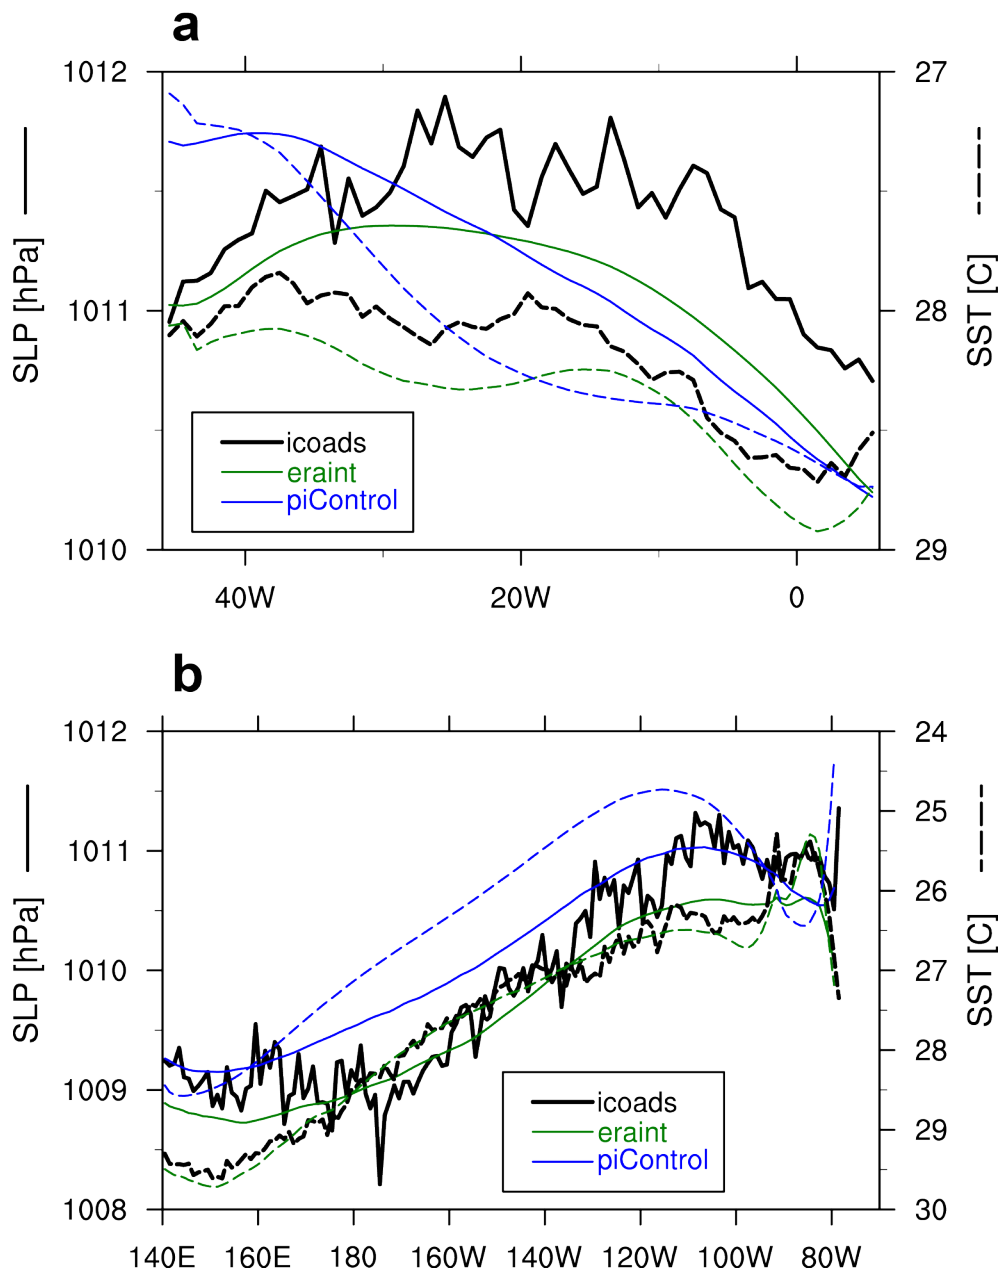 a
1012
27
1011
28
1010
29
SLP [hPa]
SST [C]
icoads
eraint
piControl
40W
20W
0
b
1012
24
25
1011
26
1010
27
28
1009
29
1008
30
SLP [hPa]
SST [C]
icoads
eraint
piControl
140E
160E
180
160W
140W
120W
100W
80W